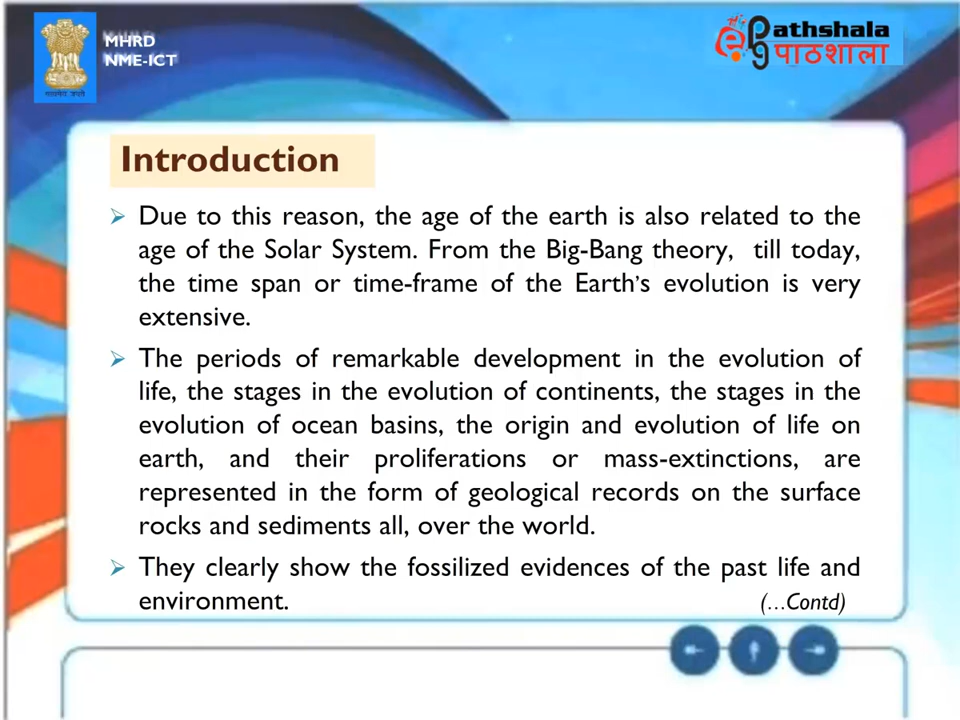 MHRD
NME-ICT
सत्यमेव जयते
e pg athshala
पाठशाला
Introduction
Due to this reason, the age of the earth is also related to the
age of the Solar System. From the Big-Bang theory, till today,
the time span or time-frame of the Earth's evolution is very
extensive.
The periods of remarkable development in the evolution of
life, the stages in the evolution of continents, the stages in the
evolution of ocean basins, the origin and evolution of life on
earth, and their proliferations or mass-extinctions, are
represented in the form of geological records on the surface
rocks and sediments all, over the world.
They clearly show the fossilized evidences of the past life and
environment. (...Contd)